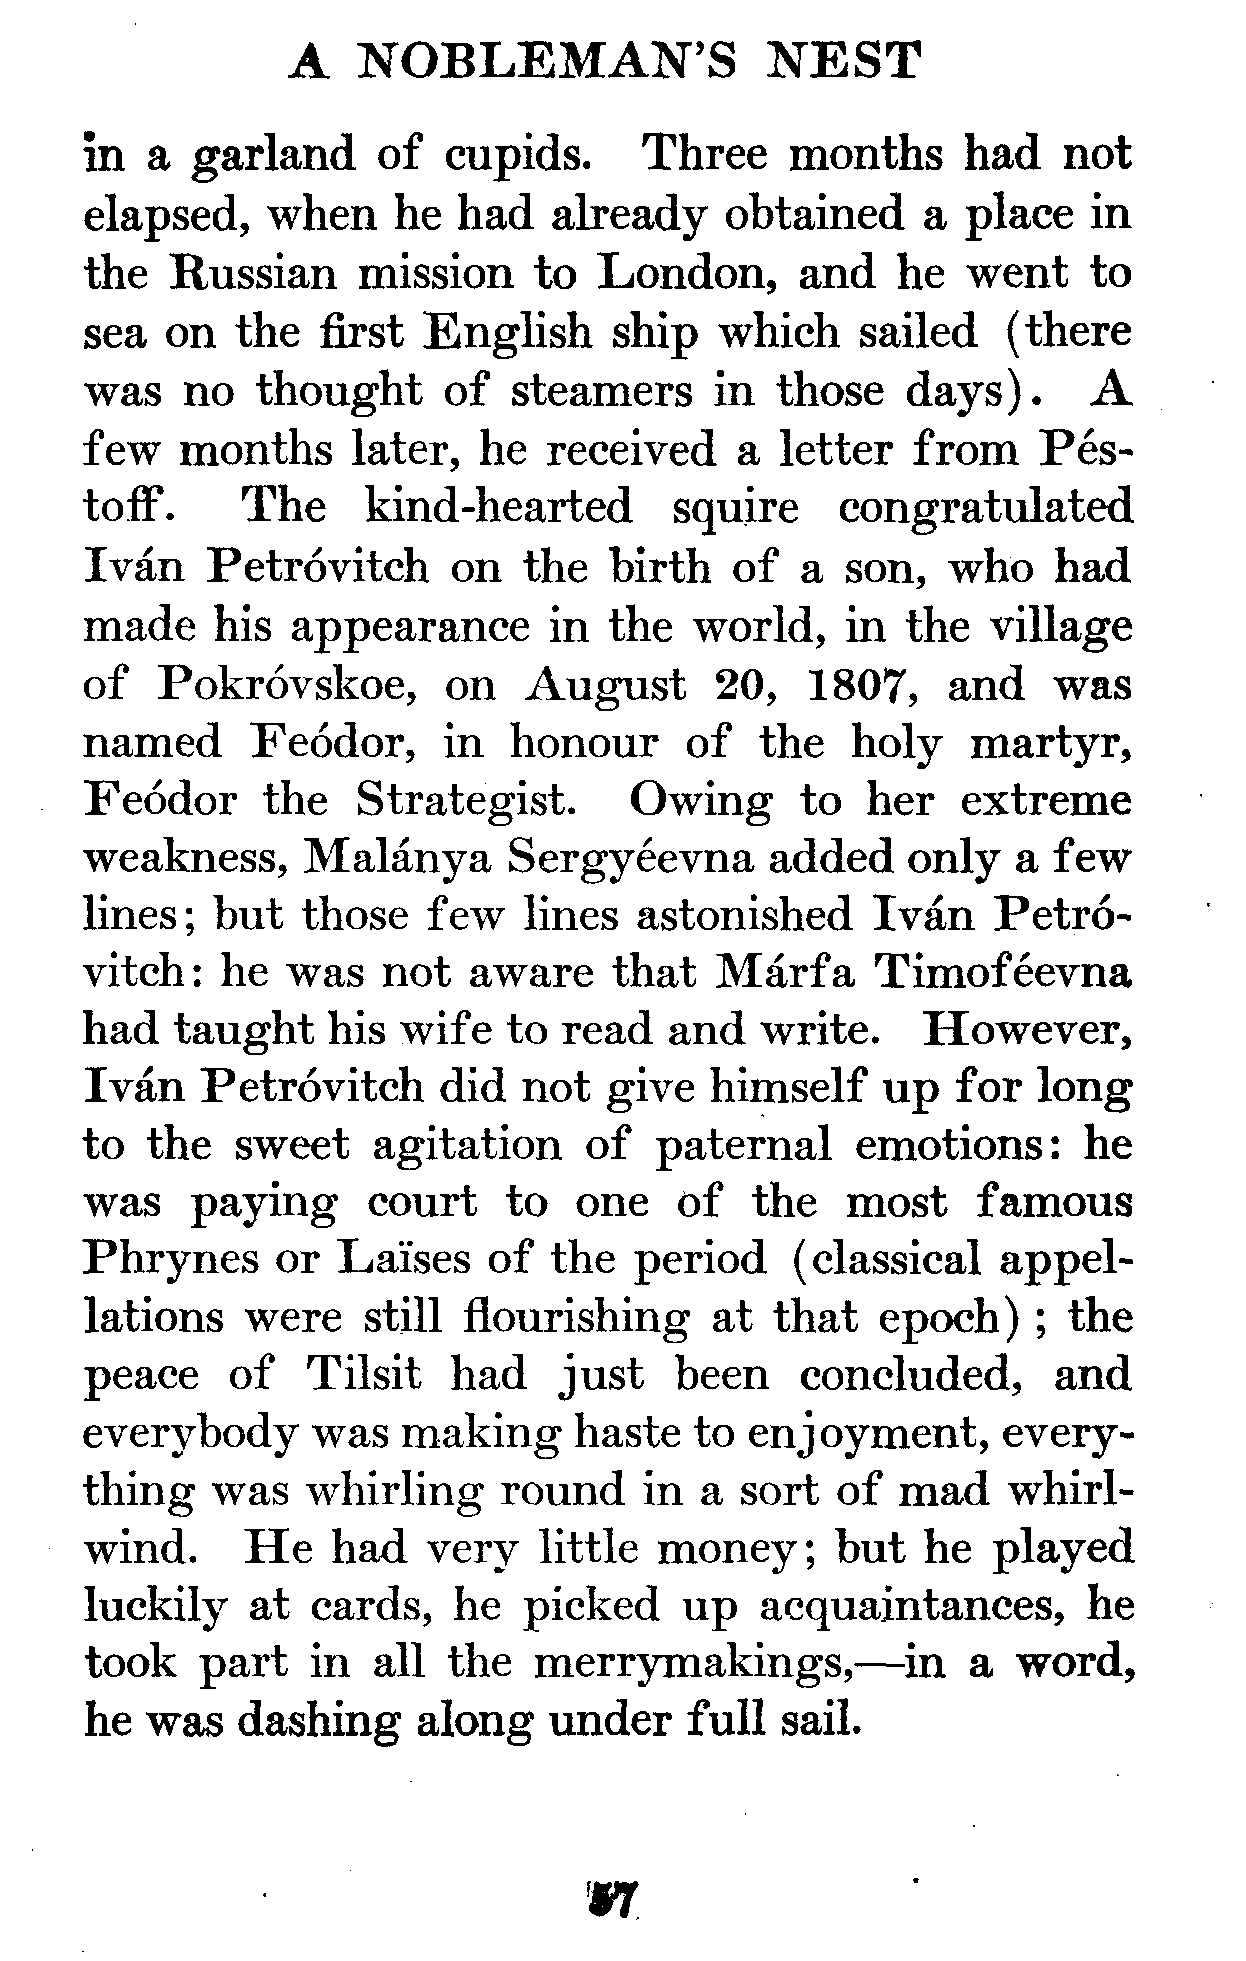 A NOBLEMAN'S NEST
in a garland of cupids. Three months had not
elapsed, when he had already obtained a place in
the Russian mission to London, and he went to
sea on the first English ship which sailed (there
was no thought of steamers in those days). A
few months later, he received a letter from Pés-
toff. The kind-hearted squire congratulated
Iván Petróvitch on the birth of a son, who had
made his appearance in the world, in the village
of Pokróvskoe, on August 20, 1807, and was
named Feódor, in honour of the holy martyr,
Feódor the Strategist. Owing to her extreme
weakness, Malánya Sergyéevna added only a few
lines; but those few lines astonished Iván Petró-
vitch: he was not aware that Márfa Timoféevna
had taught his wife to read and write. However,
Iván Petróvitch did not give himself up for long
to the sweet agitation of paternal emotions: he
was paying court to one of the most famous
Phrynes or Laïses of the period (classical appel-
lations were still flourishing at that epoch) ; the
peace of Tilsit had just been concluded, and
everybody was making haste to enjoyment, every-
thing was whirling round in a sort of mad whirl-
wind. He had very little money; but he played
luckily at cards, he picked up acquaintances, he
took part in all the merrymakings,—in a word,
he was dashing along under full sail.
57